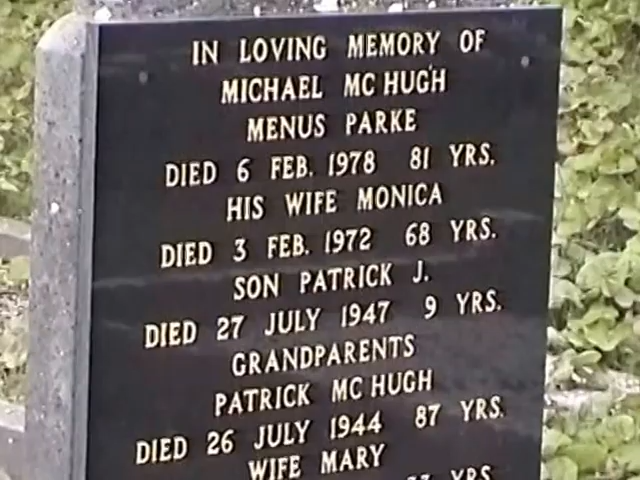 IN LOVING MEMORY OF
MICHAEL MC HUGH
MENUS PARKE
DIED 6 FEB. 1978 81 YRS.
HIS WIFE MONICA
DIED 3 FEB. 1972 68 YRS.
SON PATRICK J.
DIED 27 JULY 1947 9 YRS.
GRANDPARENTS
PATRICK MC HUGH
DIED 26 JULY 1944 87 YRS.
WIFE MARY
YRS